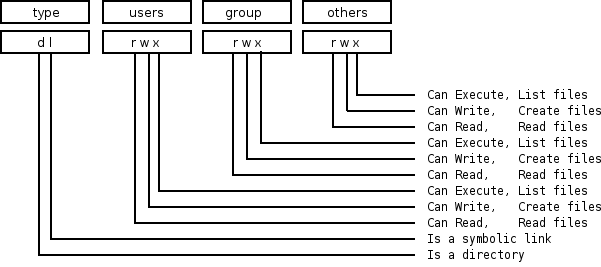 type users group others
d l r w x r w x r w x
Can Execute, List files
Can Write, Create files
Can Read, Read files
Can Execute, List files
Can Write, Create files
Can Read, Read files
Can Execute, List files
Can Write, Create files
Can Read, Read files
Is a symbolic link
Is a directory